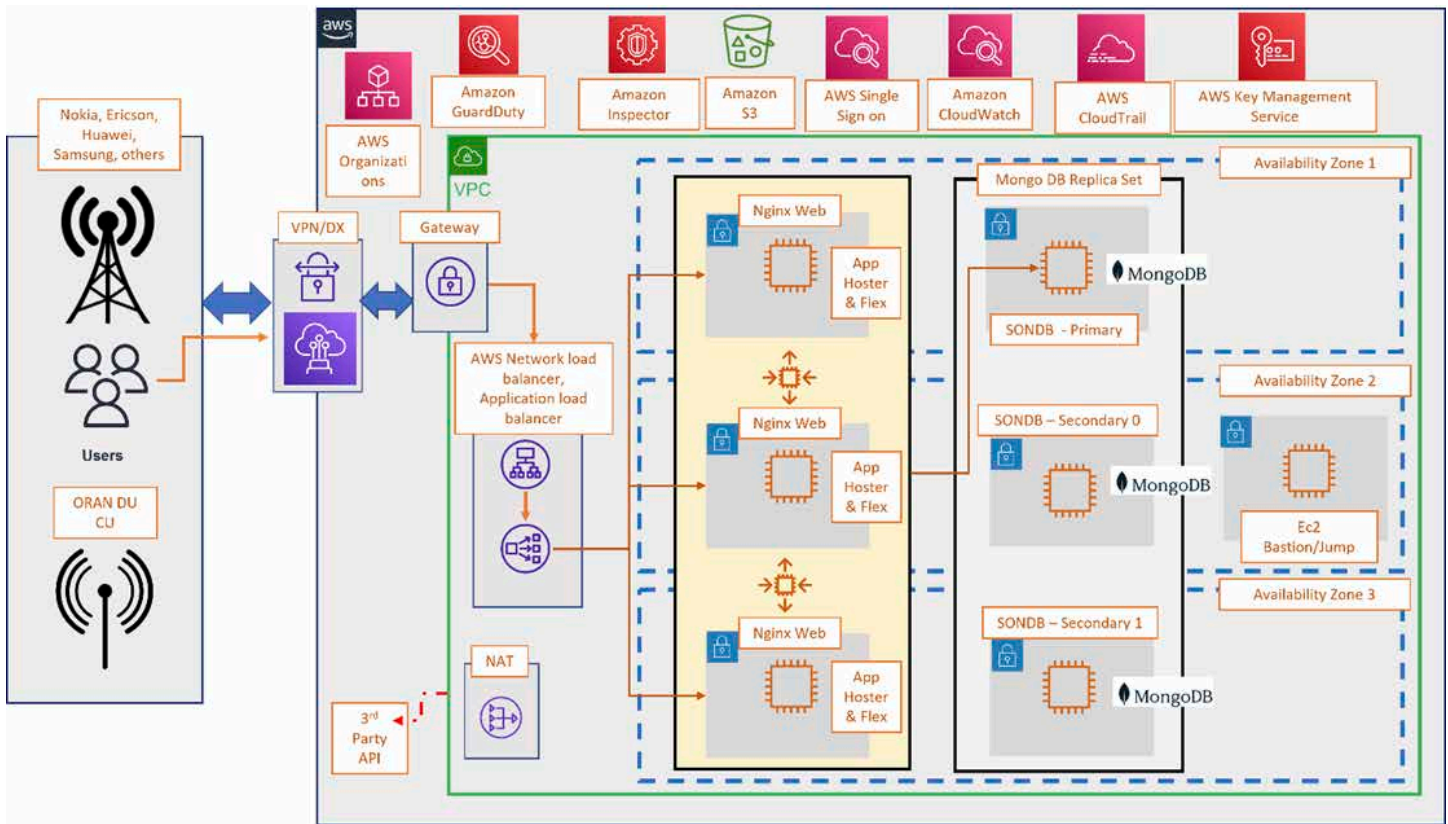 aws
AWS
Organizati
ons
Amazon
GuardDuty
Amazon
Inspector
Amazon
S3
AWS Single
Sign on
Amazon
CloudWatch
AWS
CloudTrail
AWS Key Management
Service
Nokia, Ericson,
Huawei,
Samsung, others
Users
ORAN DU
CU
VPN/DX
Gateway
VPC
AWS Network load
balancer,
Application load
balancer
NAT
3rd
Party
API
Availability Zone 1
Nginx Web
App
Hoster
& Flex
Mongo DB Replica Set
MongoDB
SONDB - Primary
Availability Zone 2
Nginx Web
App
Hoster
& Flex
SONDB – Secondary 0
MongoDB
Ec2
Bastion/Jump
Availability Zone 3
Nginx Web
App
Hoster
& Flex
SONDB – Secondary 1
MongoDB